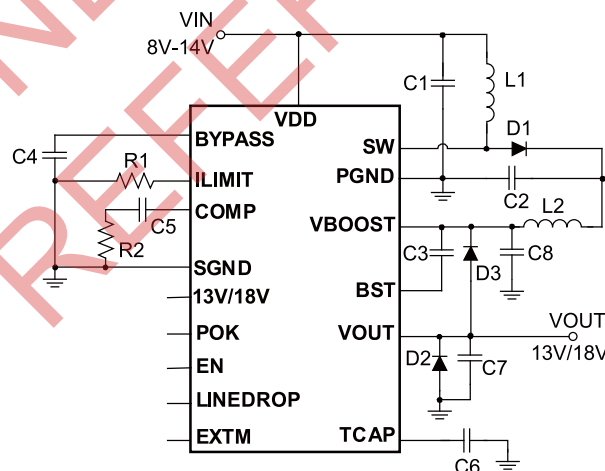 VIN
8V-14V
C1
L1
VDD
BYPASS
C4
R1
SW
D1
ILIMIT
PGND
COMP
C5
C2
R2
VBOOST
L2
C3
D3
C8
SGND
13V/18V
BST
POK
VOUT
VOUT
13V/18V
D2
C7
EN
LINEDROP
EXTM
TCAP
C6